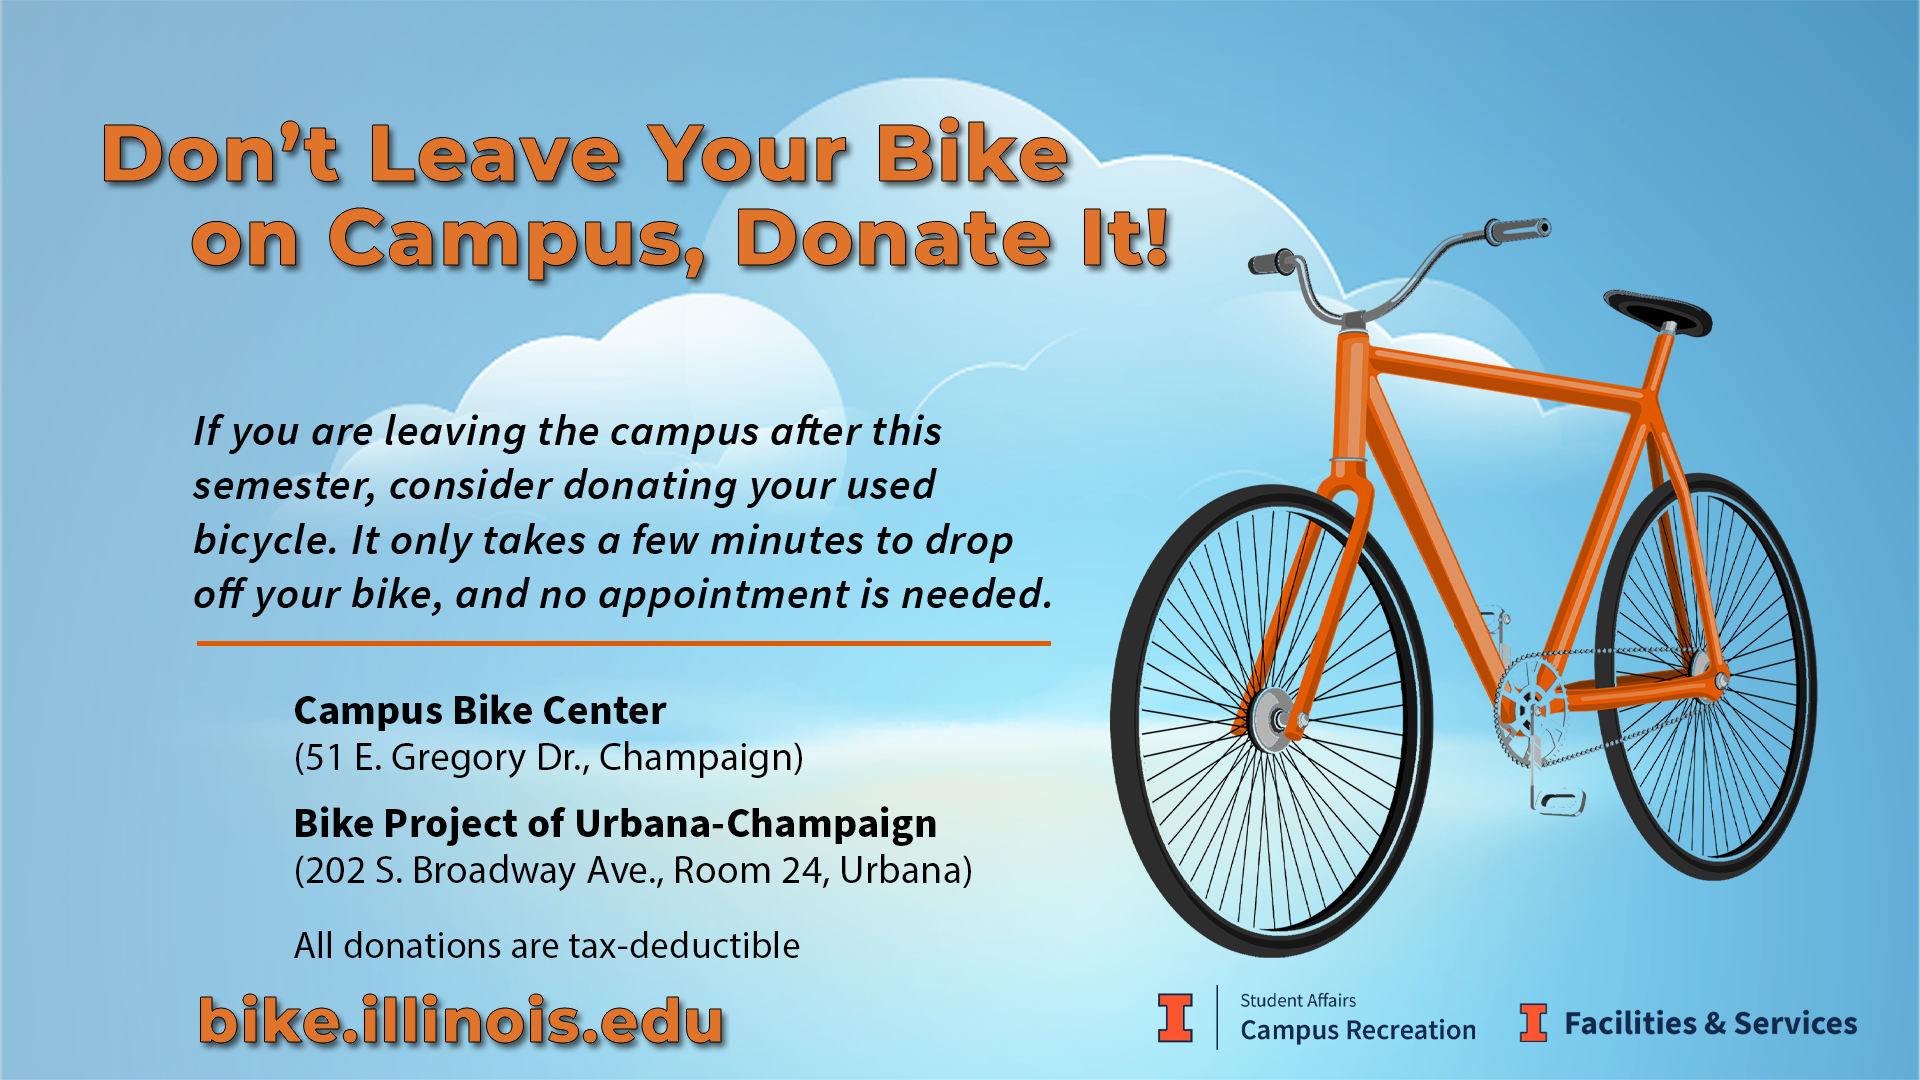 Don’t Leave Your Bike
on Campus, Donate It!
If you are leaving the campus after this
semester, consider donating your used
bicycle. It only takes a few minutes to drop
off your bike, and no appointment is needed.
Campus Bike Center
(51 E. Gregory Dr., Champaign)
Bike Project of Urbana-Champaign
(202 S. Broadway Ave., Room 24, Urbana)
All donations are tax-deductible
bike.illinois.edu
I
Student Affairs
Campus Recreation
I Facilities & Services